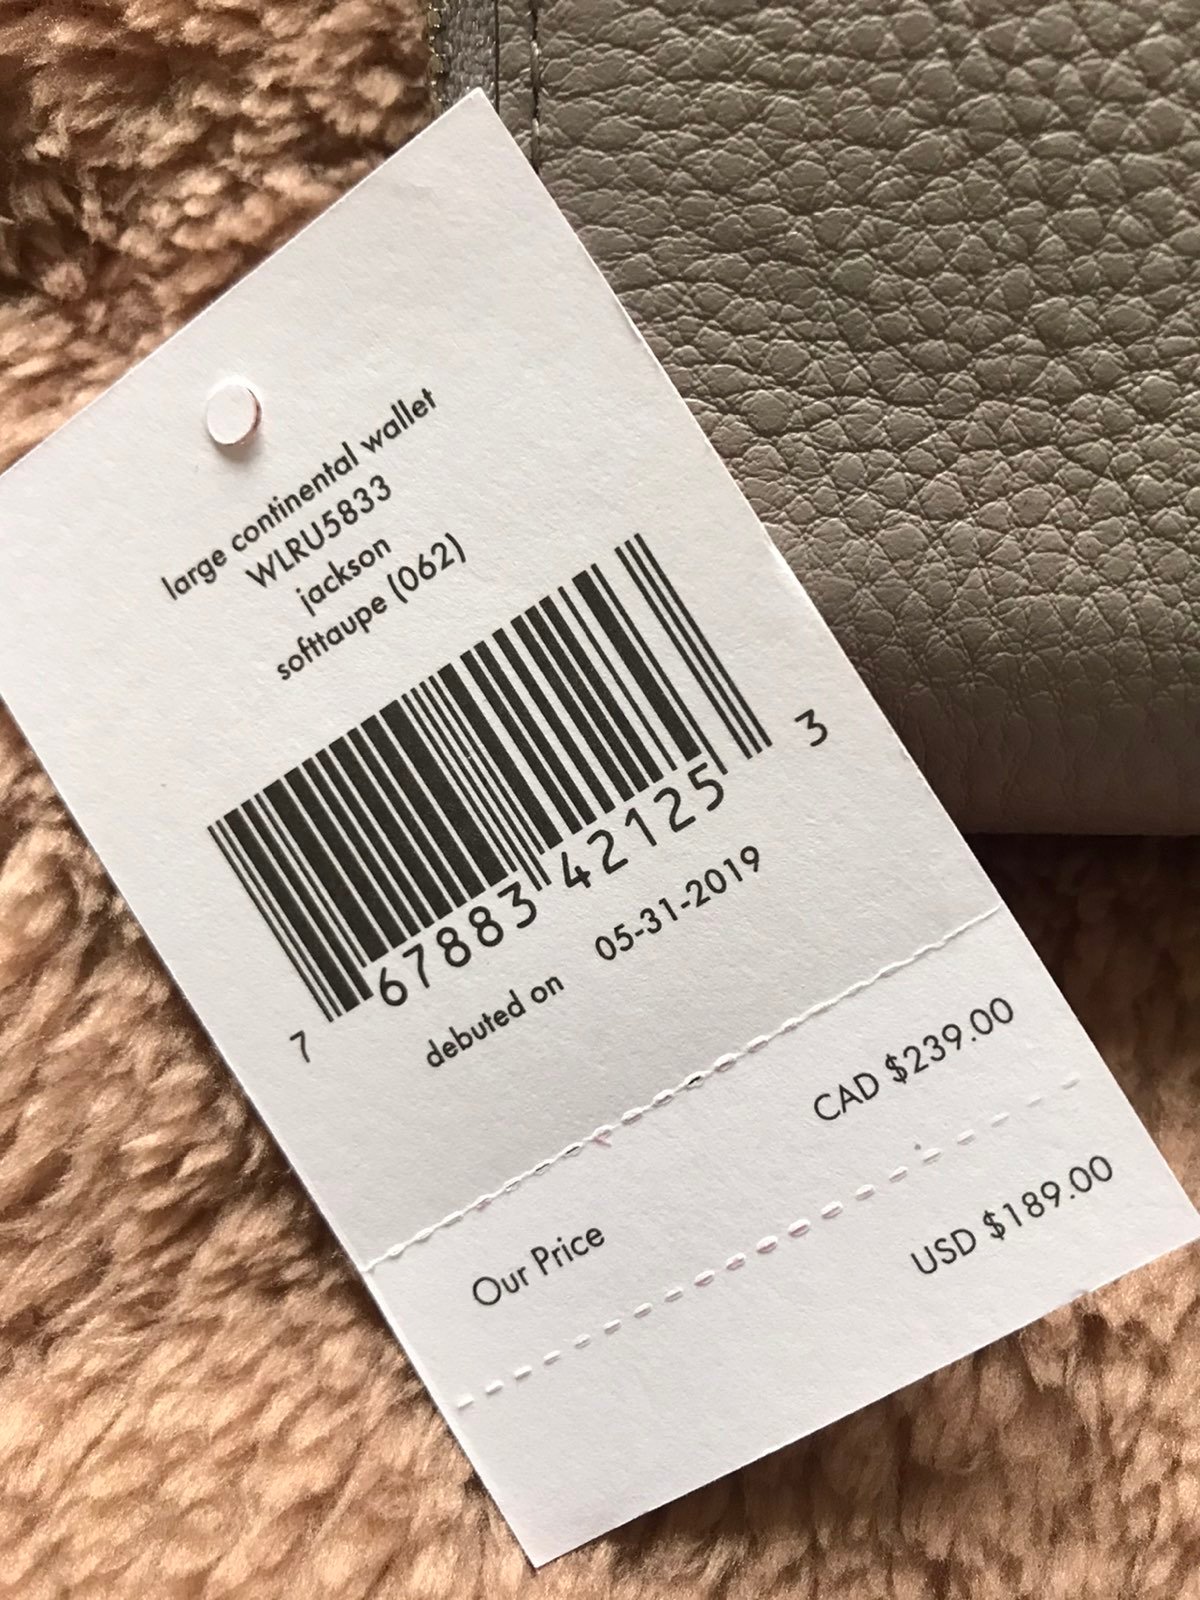 large continental wallet
WLRU5833
jackson
softtaupe (062)
7 67883 42125 3
debuted on 05-31-2019
Our Price CAD $239.00
USD $189.00